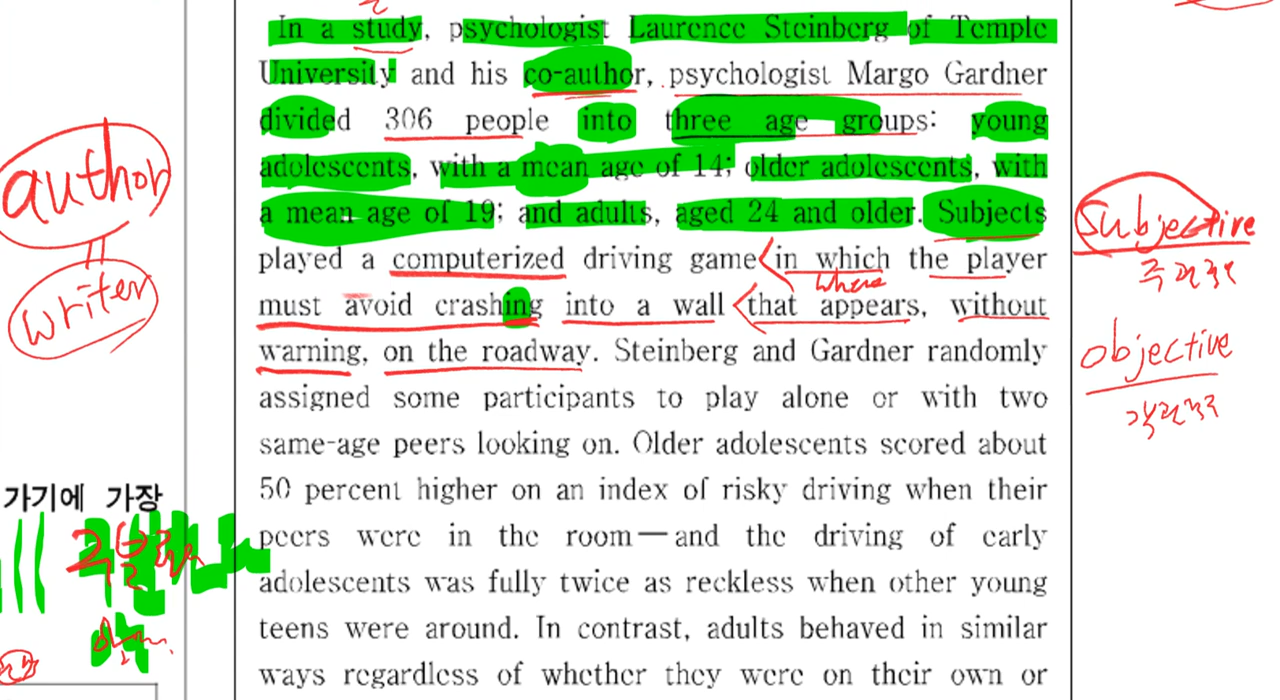 In a study, psychologist Laurence Steinberg of Temple
University and his co-author, psychologist Margo Gardner
divided 306 people into three age groups: young
adolescents, with a mean age of 14; older adolescents, with
a mean age of 19; and adults, aged 24 and older. Subjects
played a computerized driving game in which the player
where
must avoid crashing into a wall that appears, without
warning, on the roadway. Steinberg and Gardner randomly
assigned some participants to play alone or with two
same-age peers looking on. Older adolescents scored about
50 percent higher on an index of risky driving when their
peers were in the room—and the driving of early
adolescents was fully twice as reckless when other young
teens were around. In contrast, adults behaved in similar
ways regardless of whether they were on their own or
author
writer
subjective
주관적
objective
객관적
가기에 가장